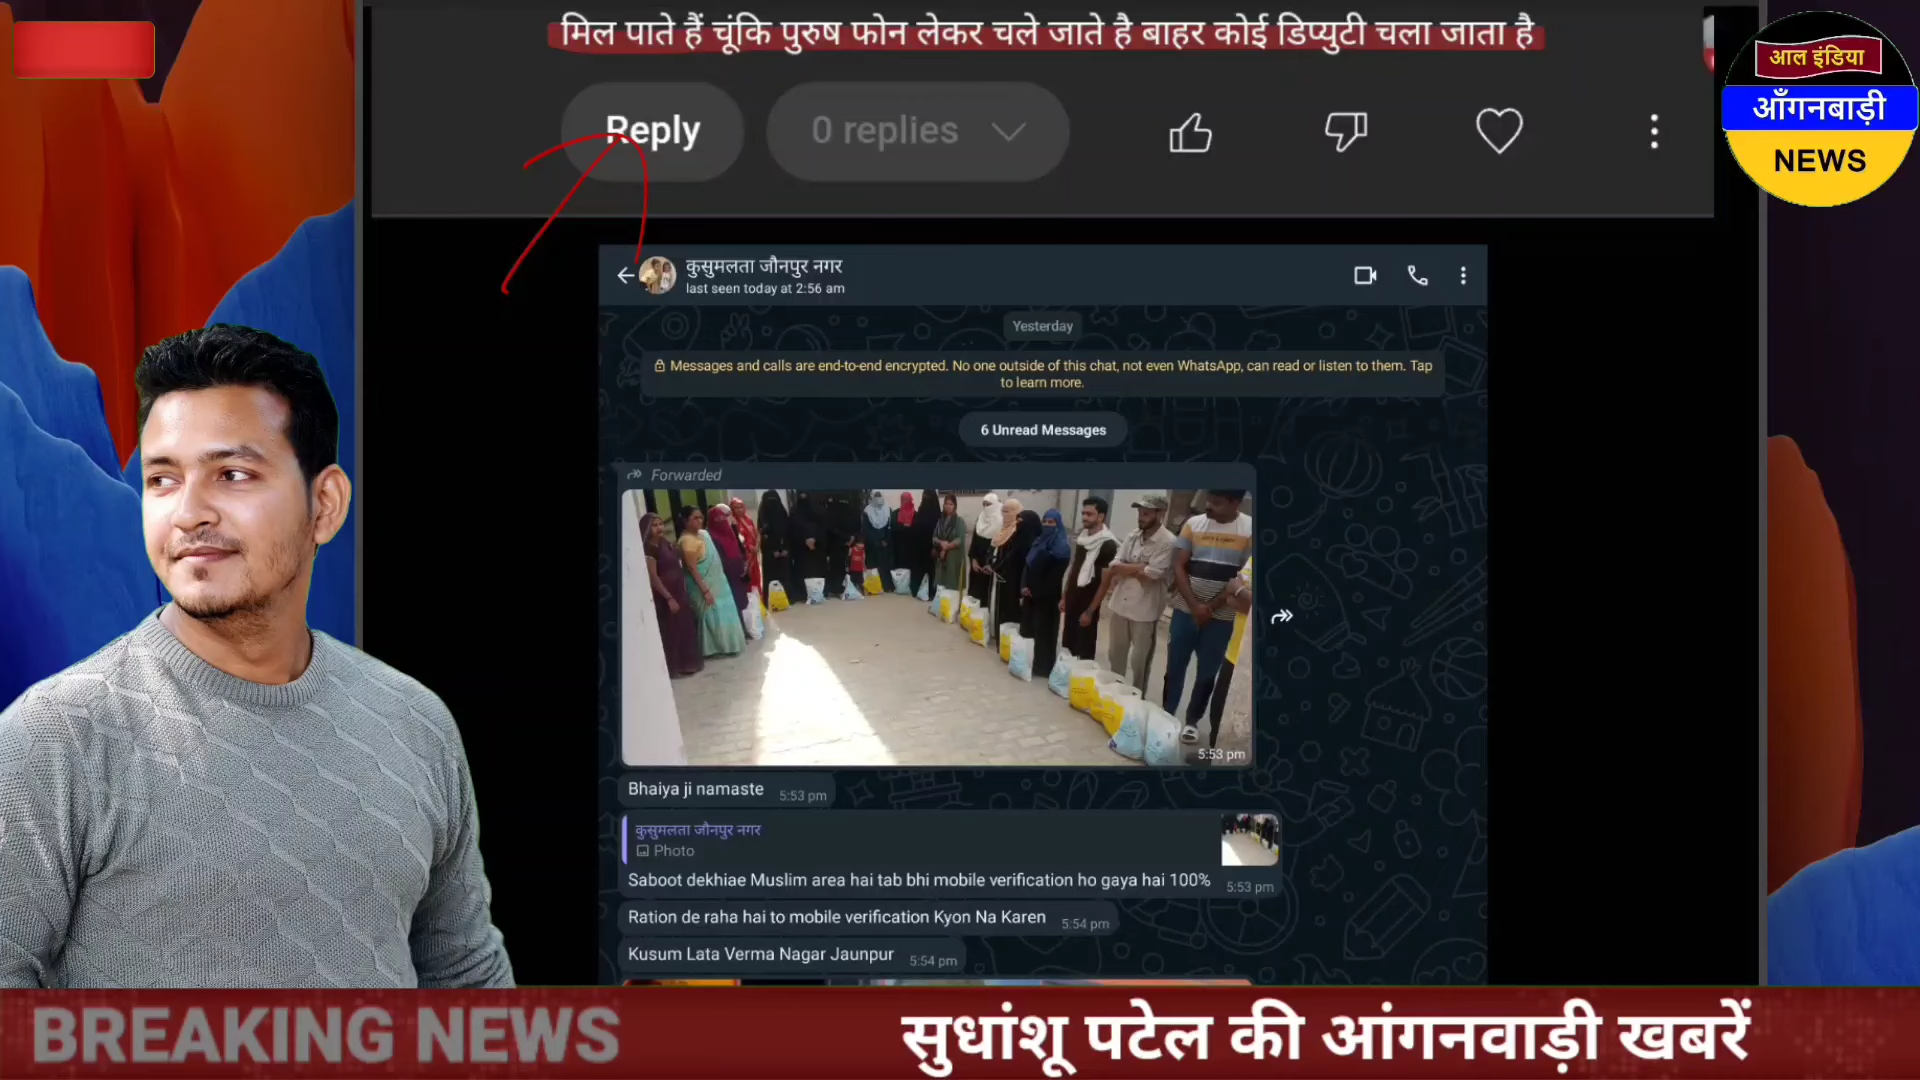 मिल पाते हैं चूंकि पुरुष फोन लेकर चले जाते है बाहर कोई डिप्युटी चला जाता है
Reply
0 replies
आल इंडिया
आँगनबाड़ी
NEWS
कुसुमलता जौनपुर नगर
last seen today at 2:56 am
Yesterday
Messages and calls are end-to-end encrypted. No one outside of this chat, not even WhatsApp, can read or listen to them. Tap
to learn more.
6 Unread Messages
Forwarded
5:53 pm
Bhaiya ji namaste 5:53 pm
कुसुमलता जौनपुर नगर
Photo
Saboot dekhiae Muslim area hai tab bhi mobile verification ho gaya hai 100% 5:53 pm
Ration de raha hai to mobile verification Kyon Na Karen 5:54 pm
Kusum Lata Verma Nagar Jaunpur 5:54 pm
BREAKING NEWS
सुधांशू पटेल की आंगनवाड़ी खबरें